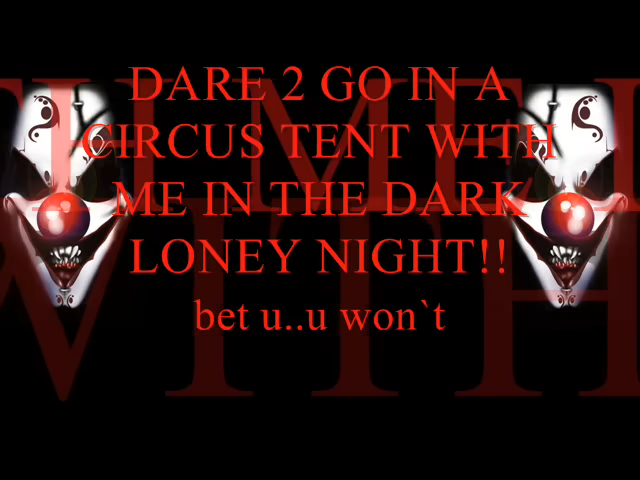 DARE 2 GO IN A
CIRCUS TENT WITH
ME IN THE DARK
LONEY NIGHT!!
bet u..u won`t